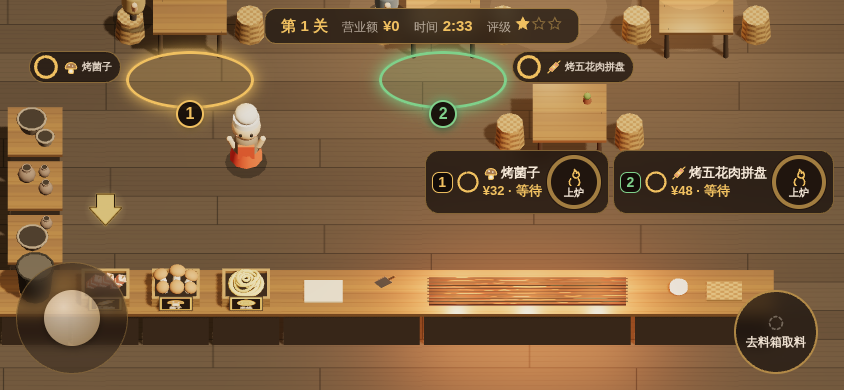 第 1 关 营业额 ¥0 时间 2:33 评级
烤菌子
烤五花肉拼盘
1
2
1 烤菌子
¥32 · 等待
上炉
2 烤五花肉拼盘
¥48 · 等待
上炉
去料箱取料